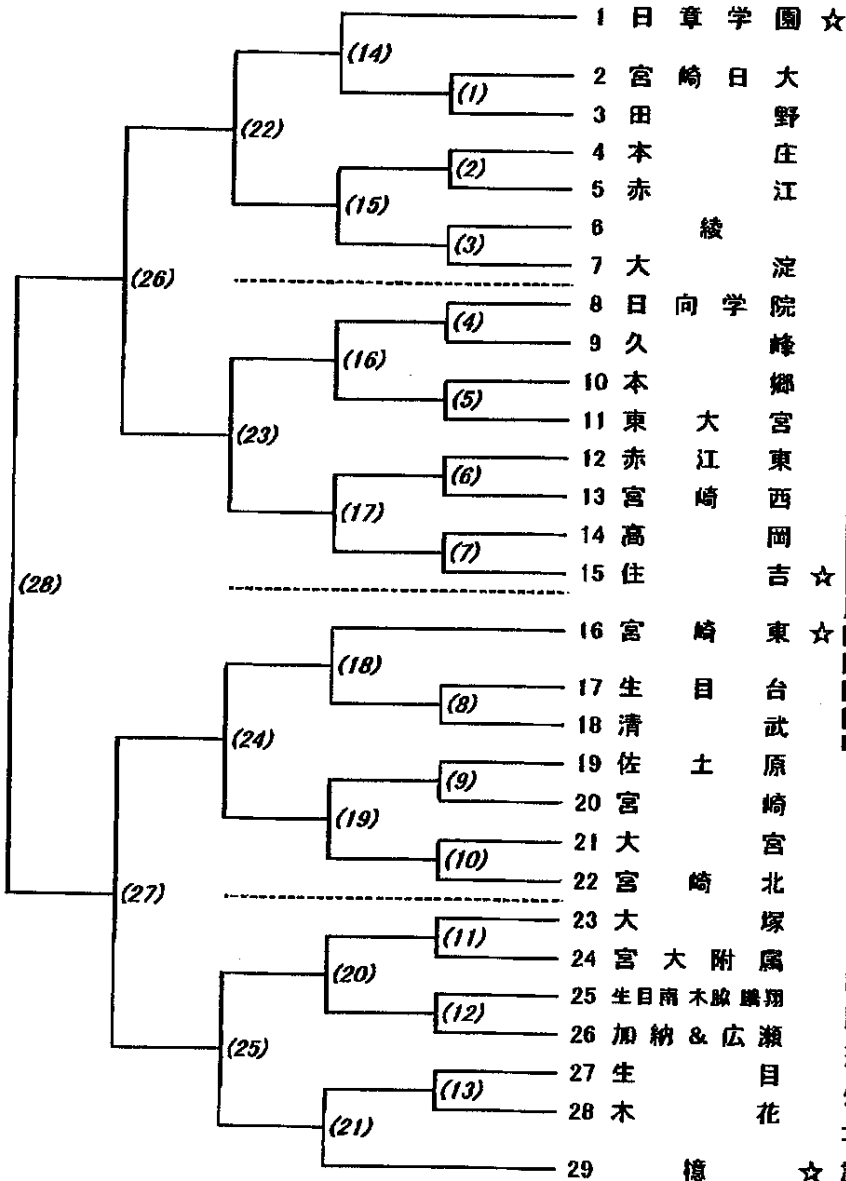 1 日章学園 ☆
(14)
2 宮崎日大
(1)
3 田野
(22)
4 本庄
(2)
5 赤江
(15)
6 綾
(3)
7 大淀
(26)
8 日向学院
(4)
9 久峰
(16)
10 本郷
(5)
11 東大宮
(23)
12 赤江東
(6)
13 宮崎西
(17)
14 高岡
(7)
15 住吉 ☆
(28)
16 宮崎東 ☆
(18)
17 生目台
(8)
18 清武
(24)
19 佐土原
(9)
20 宮崎
(19)
21 大宮
(10)
22 宮崎北
(27)
23 大塚
(11)
24 宮大附属
(20)
25 生目南木脇鵬翔
(12)
26 加納&広瀬
(25)
27 生目
(13)
28 木花
(21)
29 檍 ☆